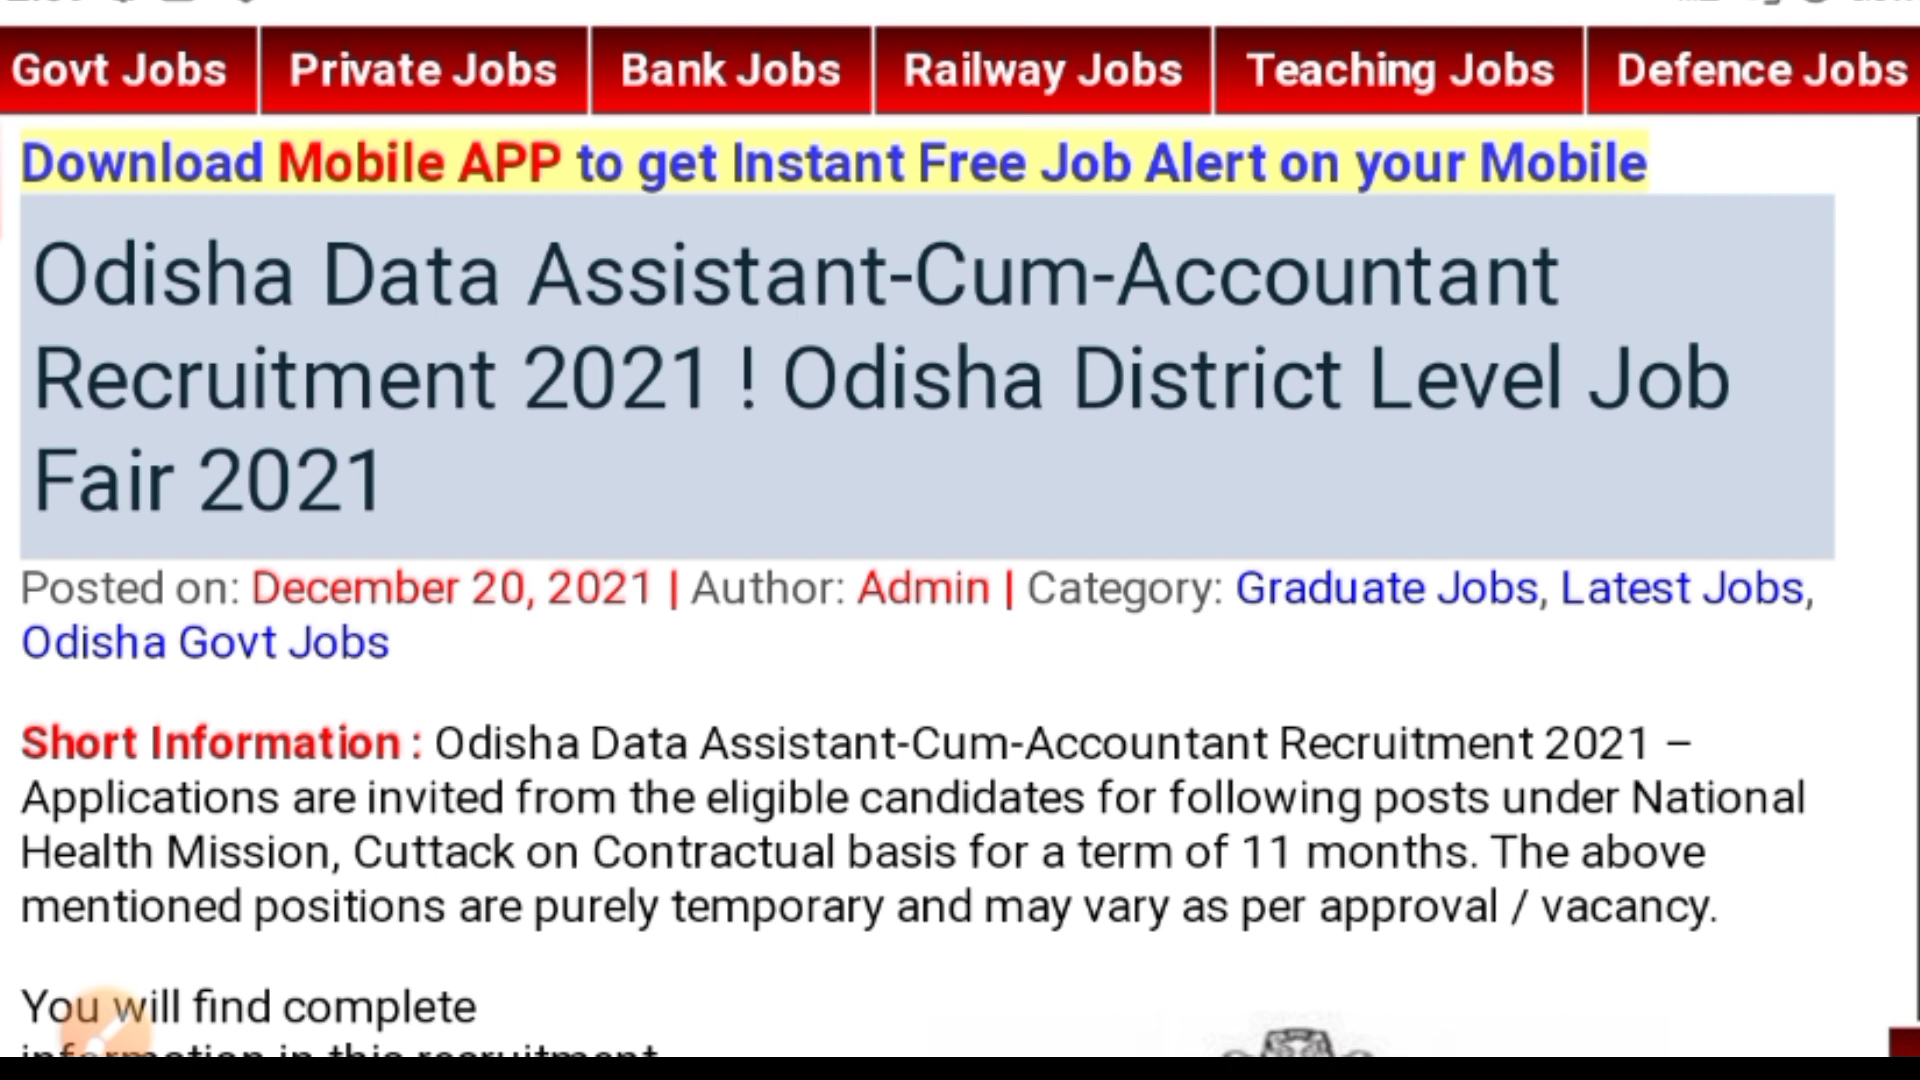 Govt Jobs Private Jobs Bank Jobs Railway Jobs Teaching Jobs Defence Jobs
Download Mobile APP to get Instant Free Job Alert on your Mobile
Odisha Data Assistant-Cum-Accountant
Recruitment 2021 ! Odisha District Level Job
Fair 2021
Posted on: December 20, 2021 | Author: Admin | Category: Graduate Jobs, Latest Jobs,
Odisha Govt Jobs
Short Information : Odisha Data Assistant-Cum-Accountant Recruitment 2021 –
Applications are invited from the eligible candidates for following posts under National
Health Mission, Cuttack on Contractual basis for a term of 11 months. The above
mentioned positions are purely temporary and may vary as per approval / vacancy.
You will find complete
information in this recruitment